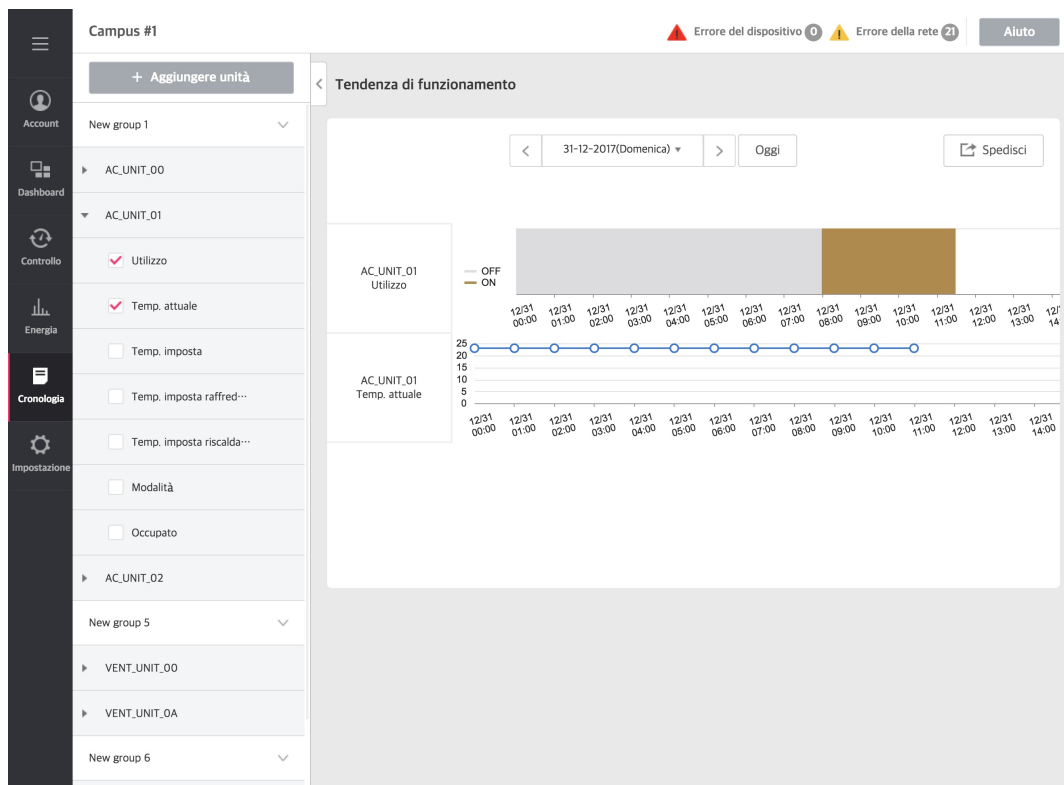 Campus #1
Errore del dispositivo 0
Errore della rete 21
Aiuto
Account
Dashboard
Controllo
Energia
Cronologia
Impostazione
+ Aggiungere unità
New group 1
AC_UNIT_00
AC_UNIT_01
Utilizzo
Temp. attuale
Temp. imposta
Temp. imposta raffred···
Temp. imposta riscalda···
Modalità
Occupato
AC_UNIT_02
New group 5
VENT_UNIT_00
VENT_UNIT_0A
New group 6
< Tendenza di funzionamento
< 31-12-2017(Domenica) ▾ > Oggi
Spedisci
AC_UNIT_01
Utilizzo
OFF
ON
12/31 00:00
12/31 01:00
12/31 02:00
12/31 03:00
12/31 04:00
12/31 05:00
12/31 06:00
12/31 07:00
12/31 08:00
12/31 09:00
12/31 10:00
12/31 11:00
12/31 12:00
12/31 13:00
12/ 14
AC_UNIT_01
Temp. attuale
25
20
15
10
5
0
12/31 00:00
12/31 01:00
12/31 02:00
12/31 03:00
12/31 04:00
12/31 05:00
12/31 06:00
12/31 07:00
12/31 08:00
12/31 09:00
12/31 10:00
12/31 11:00
12/31 12:00
12/31 13:00
12/31 14:00